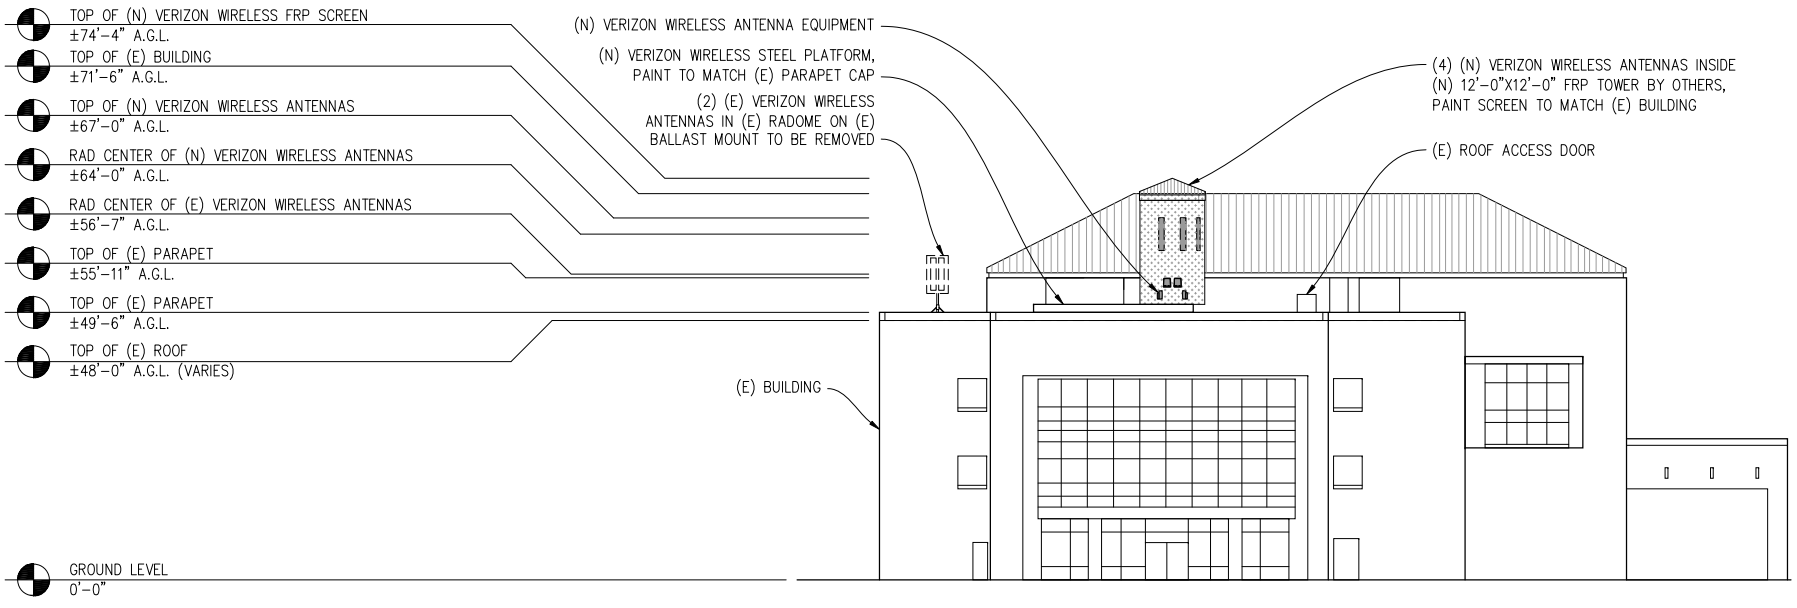 TOP OF (N) VERIZON WIRELESS FRP SCREEN
±74'-4" A.G.L.
TOP OF (E) BUILDING
±71'-6" A.G.L.
TOP OF (N) VERIZON WIRELESS ANTENNAS
±67'-0" A.G.L.
RAD CENTER OF (N) VERIZON WIRELESS ANTENNAS
±64'-0" A.G.L.
RAD CENTER OF (E) VERIZON WIRELESS ANTENNAS
±56'-7" A.G.L.
TOP OF (E) PARAPET
±55'-11" A.G.L.
TOP OF (E) PARAPET
±49'-6" A.G.L.
TOP OF (E) ROOF
±48'-0" A.G.L. (VARIES)
GROUND LEVEL
0'-0"
(N) VERIZON WIRELESS ANTENNA EQUIPMENT
(N) VERIZON WIRELESS STEEL PLATFORM,
PAINT TO MATCH (E) PARAPET CAP
(2) (E) VERIZON WIRELESS
ANTENNAS IN (E) RADOME ON (E)
BALLAST MOUNT TO BE REMOVED
(E) BUILDING
(4) (N) VERIZON WIRELESS ANTENNAS INSIDE
(N) 12'-0"X12'-0" FRP TOWER BY OTHERS,
PAINT SCREEN TO MATCH (E) BUILDING
(E) ROOF ACCESS DOOR